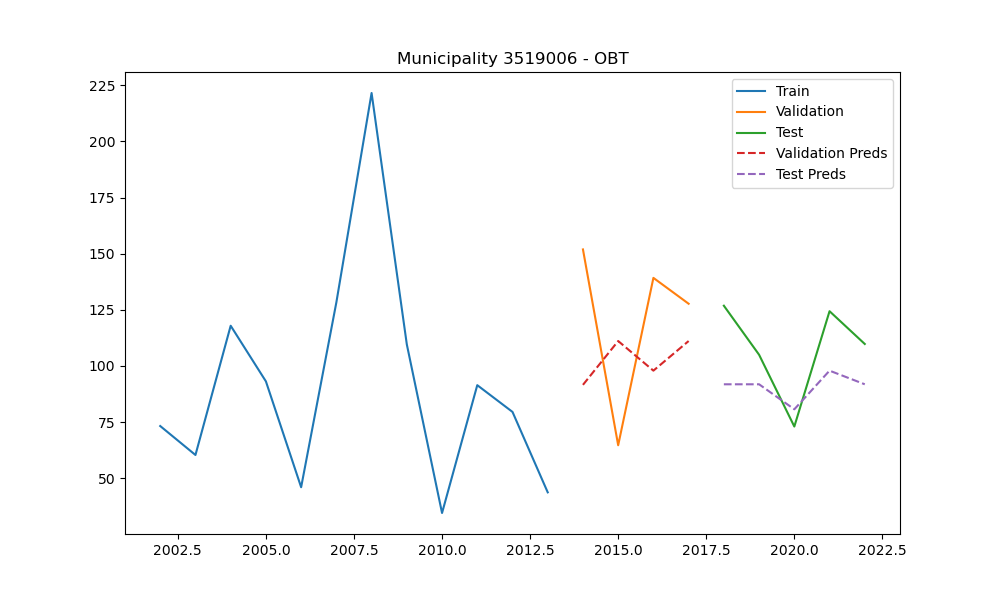 Municipality 3519006 - OBT
225
200
175
150
125
100
75
50
Train
Validation
Test
Validation Preds
Test Preds
2002.5 2005.0 2007.5 2010.0 2012.5 2015.0 2017.5 2020.0 2022.5